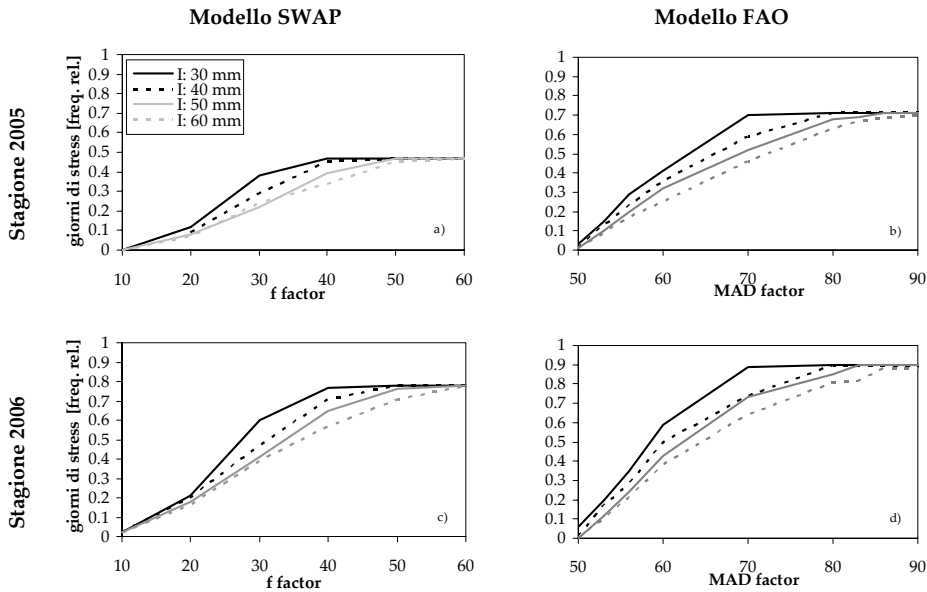 Modello SWAP
Modello FAO
Stagione 2005
giorni di stress [freq. rel.]
1
0.9
0.8
0.7
0.6
0.5
0.4
0.3
0.2
0.1
0
I: 30 mm
I: 40 mm
I: 50 mm
I: 60 mm
a)
10 20 30 40 50 60
f factor
1
0.9
0.8
0.7
0.6
0.5
0.4
0.3
0.2
0.1
0
b)
50 60 70 80 90
MAD factor
Stagione 2006
giorni di stress [freq. rel.]
1
0.9
0.8
0.7
0.6
0.5
0.4
0.3
0.2
0.1
0
c)
10 20 30 40 50 60
f factor
1
0.9
0.8
0.7
0.6
0.5
0.4
0.3
0.2
0.1
0
d)
50 60 70 80 90
MAD factor